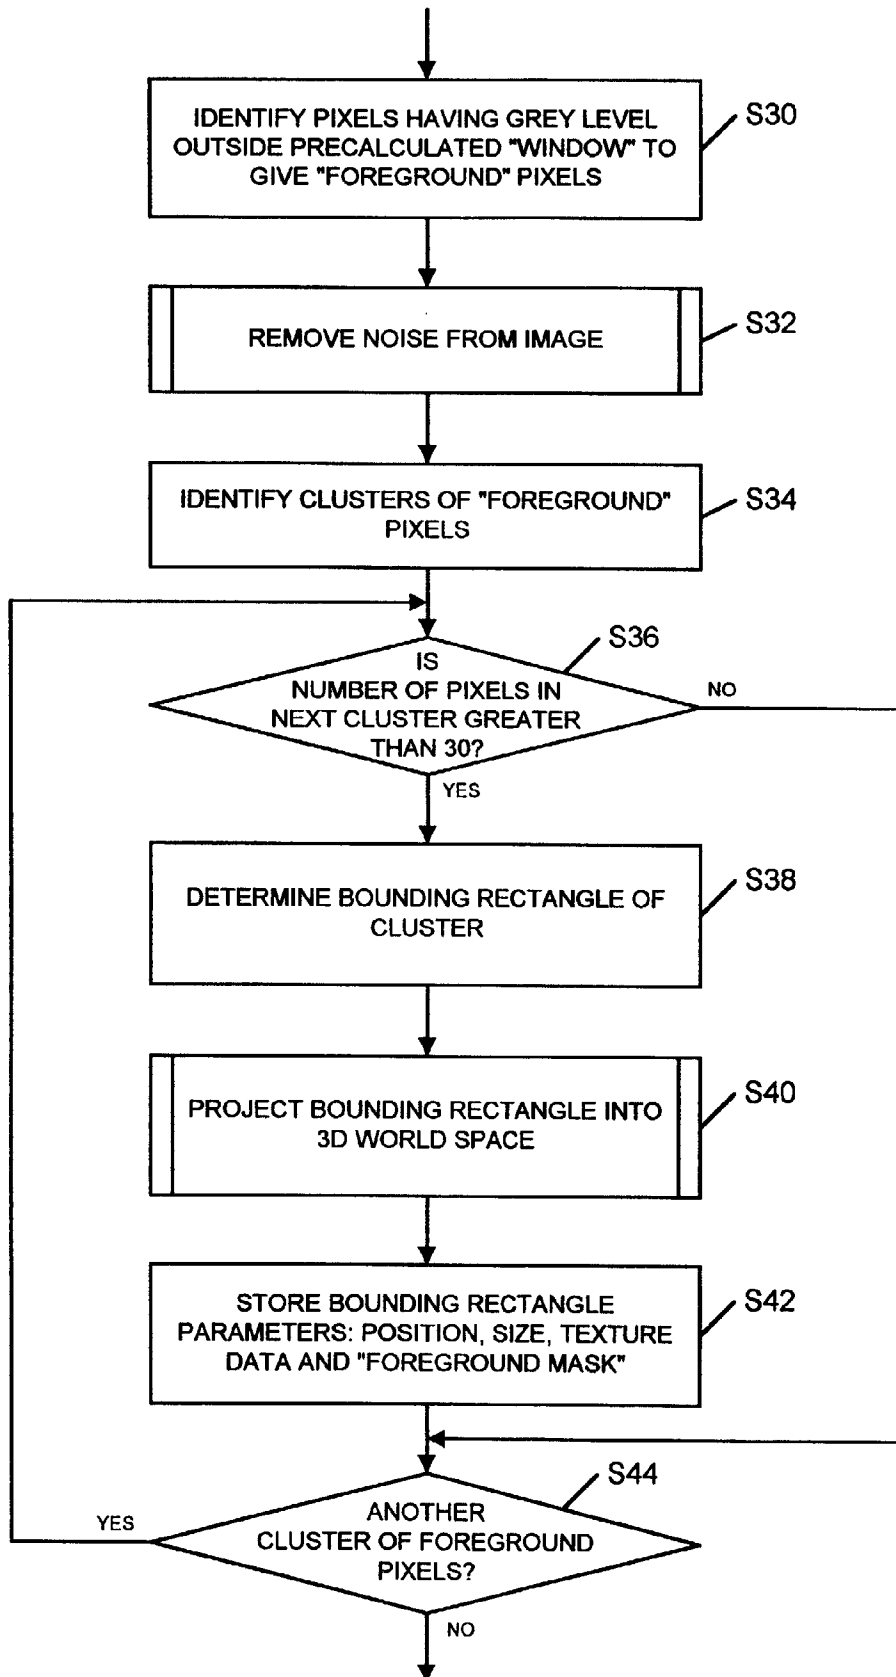 IDENTIFY PIXELS HAVING GREY LEVEL
OUTSIDE PRECALCULATED "WINDOW" TO
GIVE "FOREGROUND" PIXELS
S30
REMOVE NOISE FROM IMAGE
S32
IDENTIFY CLUSTERS OF "FOREGROUND"
PIXELS
S34
S36
IS
NUMBER OF PIXELS IN
NEXT CLUSTER GREATER
THAN 30?
NO
YES
DETERMINE BOUNDING RECTANGLE OF
CLUSTER
S38
PROJECT BOUNDING RECTANGLE INTO
3D WORLD SPACE
S40
STORE BOUNDING RECTANGLE
PARAMETERS: POSITION, SIZE, TEXTURE
DATA AND "FOREGROUND MASK"
S42
S44
YES
ANOTHER
CLUSTER OF FOREGROUND
PIXELS?
NO